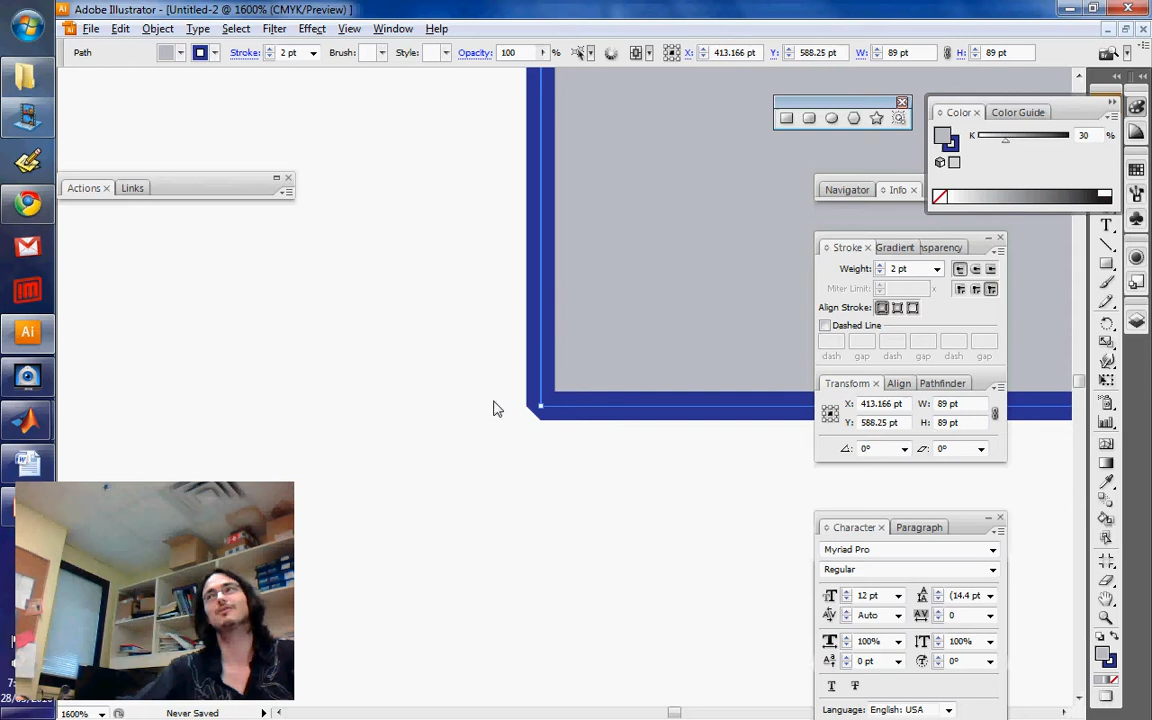 Adobe Illustrator - [Untitled-2 @ 1600% (CMYK/Preview) ]
File Edit Object Type Select Filter Effect View Window Help
Path Stroke: 2 pt Brush: Style: Opacity: 100 % X: 413.166 pt Y: 588.25 pt W: 89 pt H: 89 pt
Color Color Guide
K 30 %
Actions Links
Navigator Info
Stroke Gradient nsparency
Weight: 2 pt
Miter Limit: x
Align Stroke:
Dashed Line
dash gap dash gap dash gap
Transform Align Pathfinder
X: 413.166 pt W: 89 pt
Y: 588.25 pt H: 89 pt
0° 0°
Character Paragraph
Myriad Pro
Regular
12 pt (14.4 pt
Auto 0
100% 100%
0 pt 0°
T T
Language: English: USA
1600% Never Saved